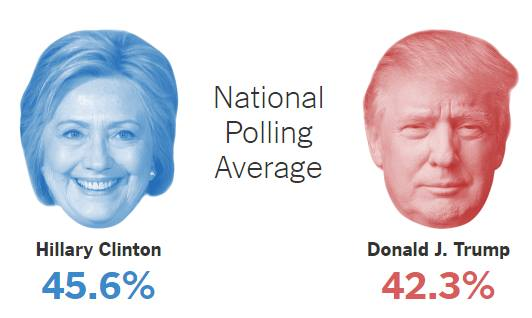 National
Polling
Average
Hillary Clinton
45.6%
Donald J. Trump
42.3%